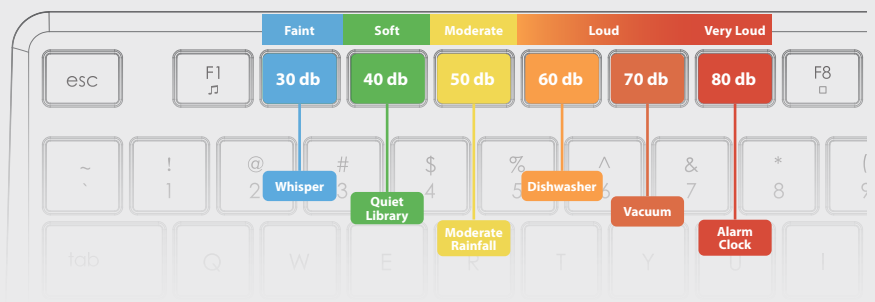 Faint Soft Moderate Loud Very Loud
esc F1 30 db 40 db 50 db 60 db 70 db 80 db F8
~ ! @ # $ % ^ & * (
` 1 2 3 4 5 6 7 8 9
Whisper
Quiet
Library
Moderate
Rainfall
Dishwasher
Vacuum
Alarm
Clock
tab Q W E R T Y U I